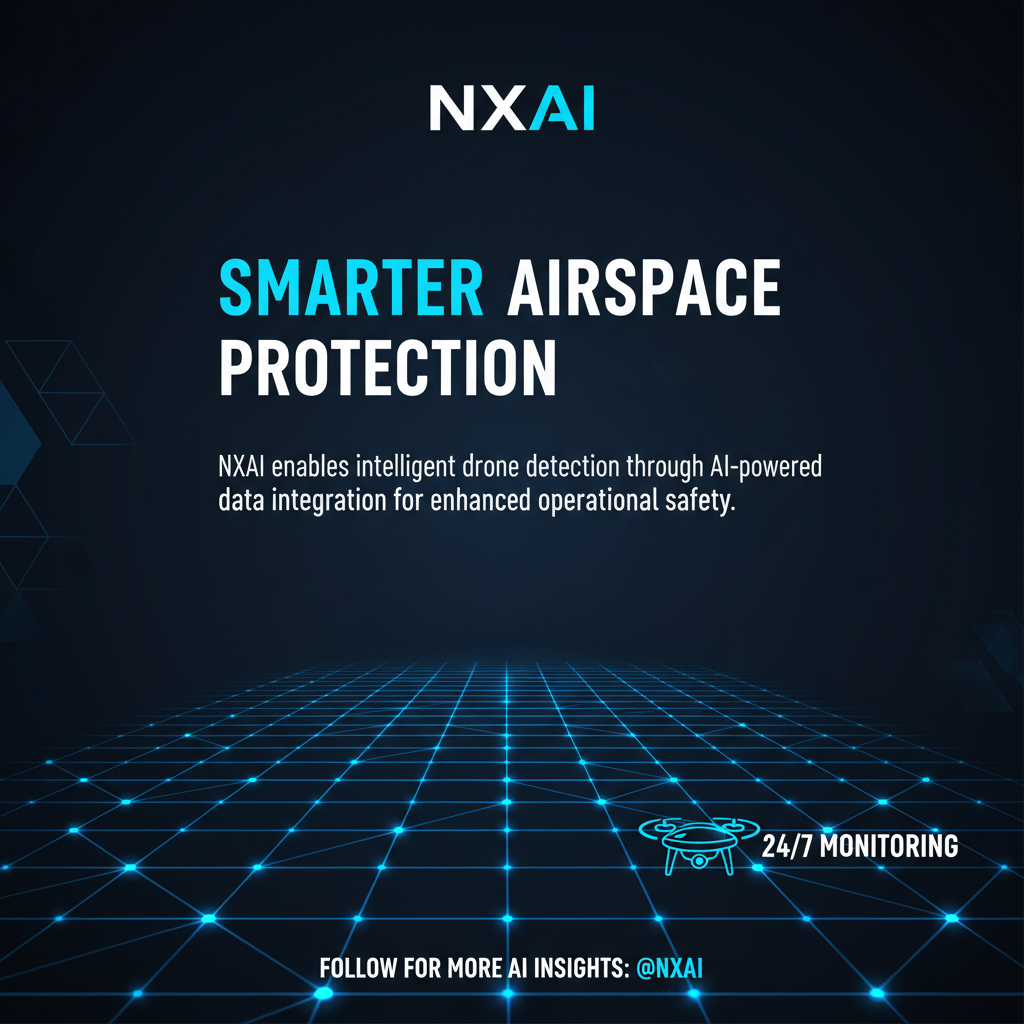 NXAI
SMARTER AIRSPACE
PROTECTION
NXAI enables intelligent drone detection through AI-powered
data integration for enhanced operational safety.
24/7 MONITORING
FOLLOW FOR MORE AI INSIGHTS: @NXAI